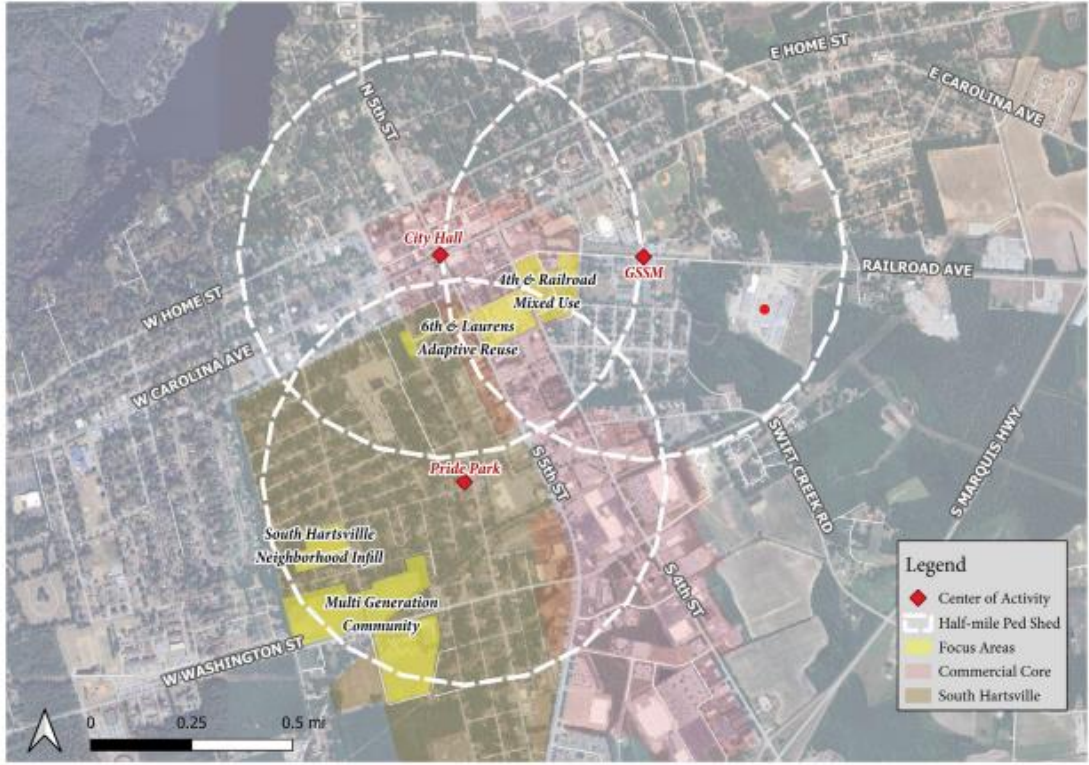 E HOME ST
E CAROLINA AVE
N 5th ST
City Hall
GSSM
RAILROAD AVE
4th & Railroad
Mixed Use
W HOME ST
6th & Laurens
Adaptive Reuse
W CAROLINA AVE
Pride Park
S 5th ST
SWIFT CREEK RD
S MARQUIS HWY
South Hartsvillle
Neighborhood Infill
Multi Generation
Community
S 4th ST
W WASHINGTON ST
Legend
Center of Activity
Half-mile Ped Shed
Focus Areas
Commercial Core
South Hartsville
0 0.25 0.5 mi